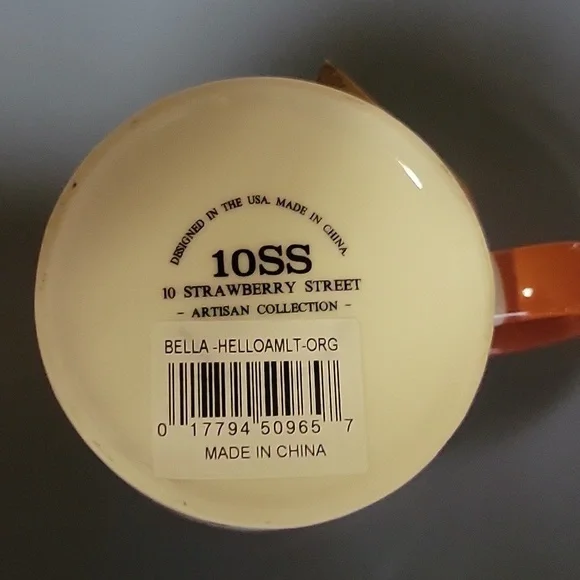 DESIGNED IN THE USA. MADE IN CHINA.
10SS
10 STRAWBERRY STREET
- ARTISAN COLLECTION -
BELLA -HELLOAMLT-ORG
0 17794 50965 7
MADE IN CHINA